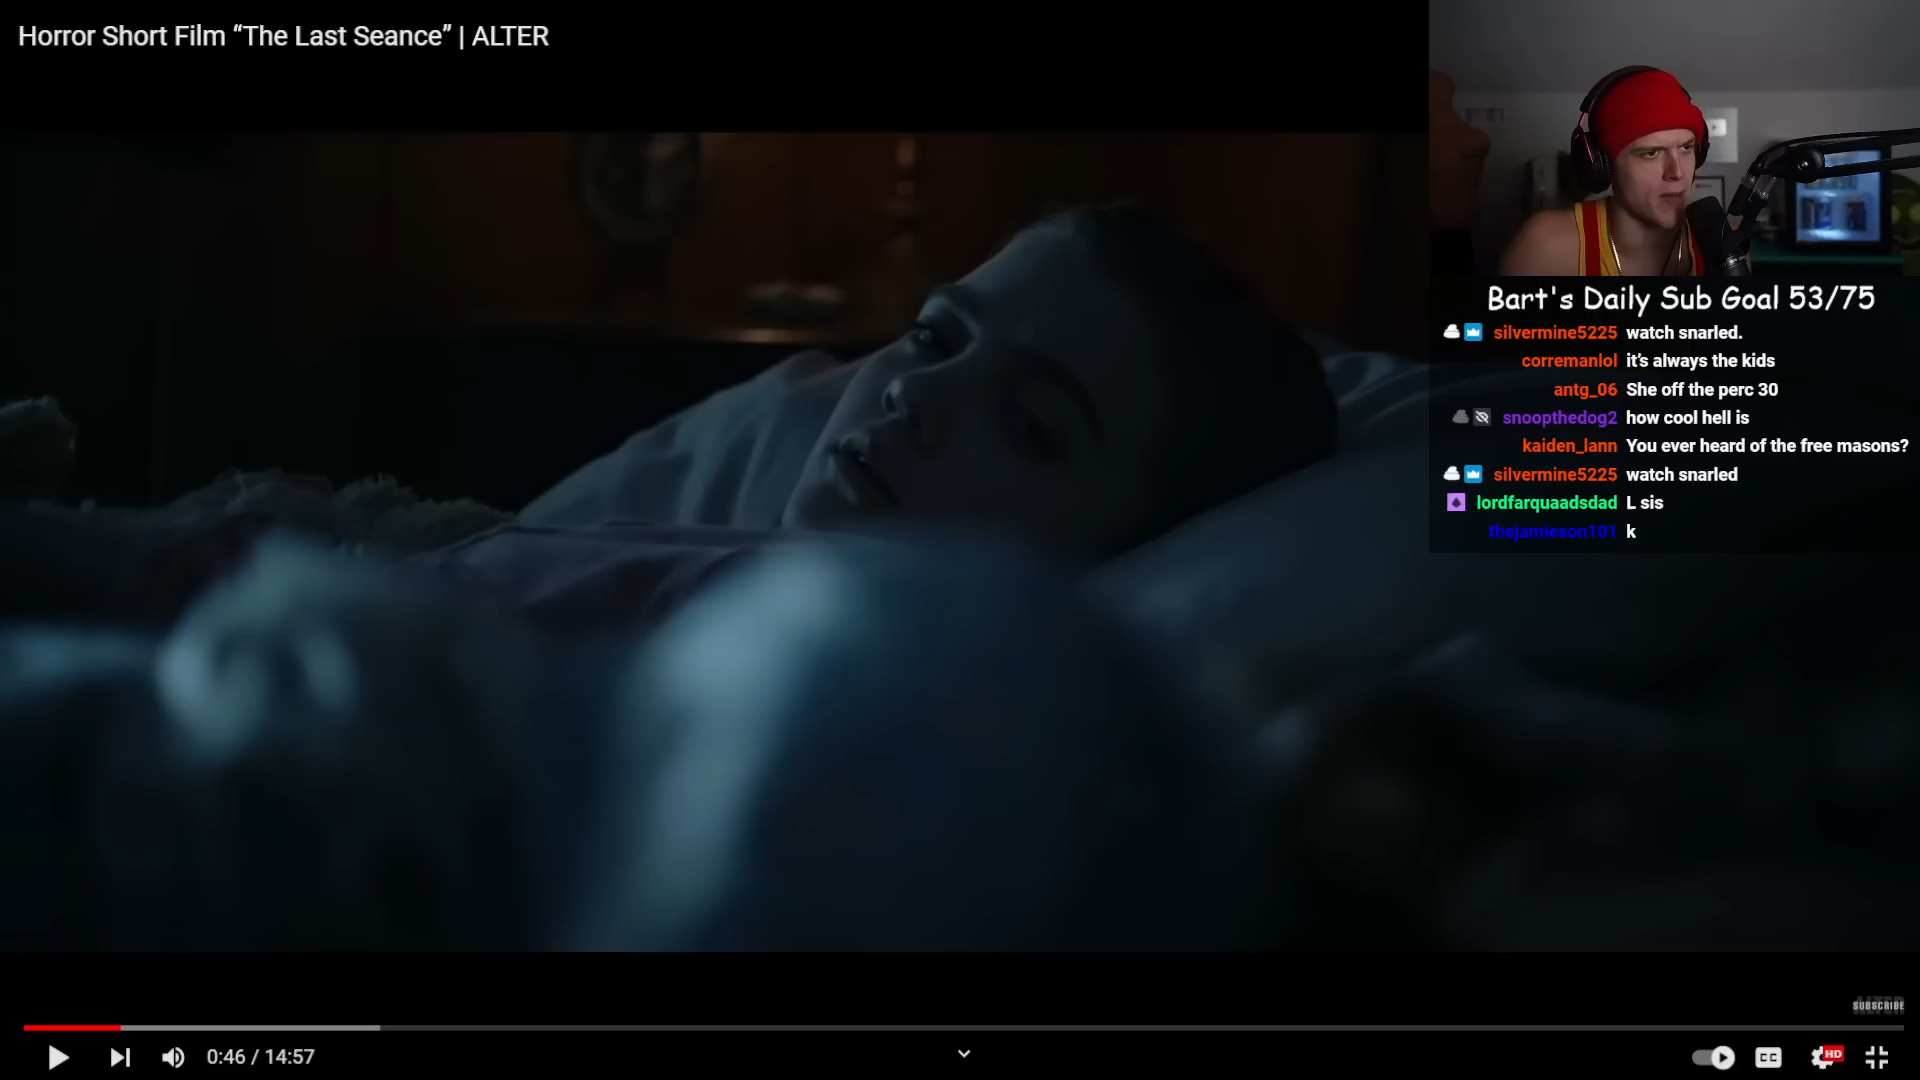 Horror Short Film “The Last Seance” | ALTER
Bart's Daily Sub Goal 53/75
silvermine5225 watch snarled.
corremanlol it’s always the kids
antg_06 She off the perc 30
snoopthedog2 how cool hell is
kaiden_lann You ever heard of the free masons?
silvermine5225 watch snarled
lordfarquaadsdad L sis
thejamieson101 k
ALTER
SUBSCRIBE
0:46 / 14:57
CC
HD